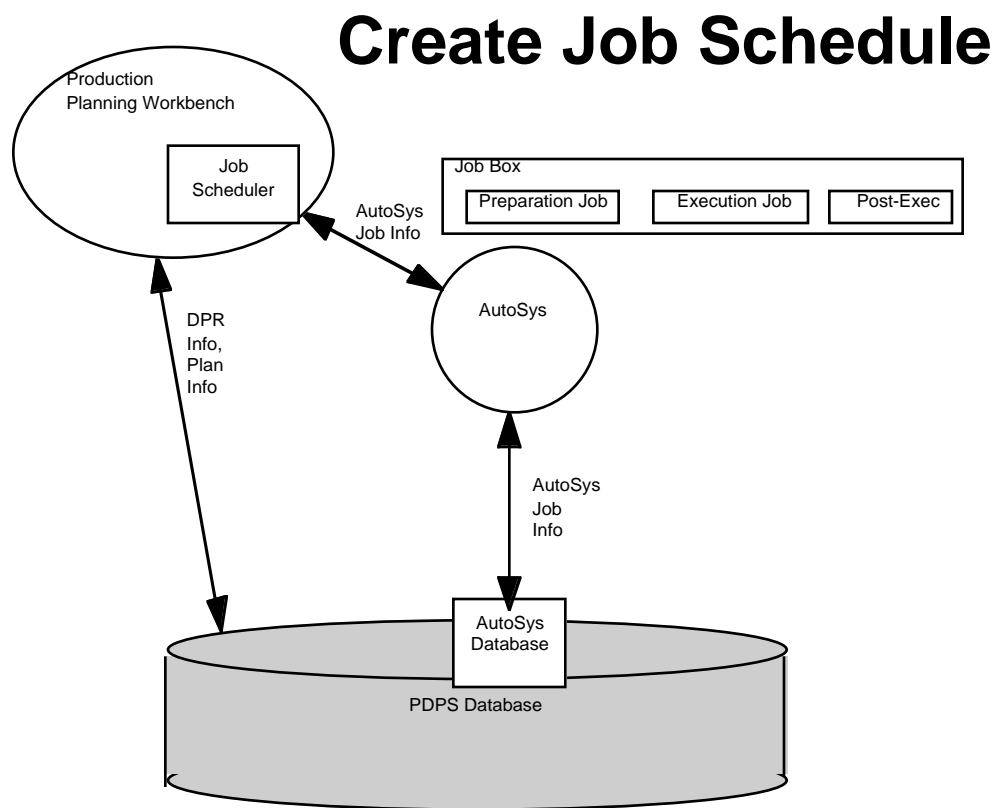 Create Job Schedule
Production
Planning Workbench
Job
Scheduler
AutoSys
Job Info
Job Box
Preparation Job
Execution Job
Post-Exec
AutoSys
DPR
Info,
Plan
Info
AutoSys
Job
Info
AutoSys
Database
PDPS Database